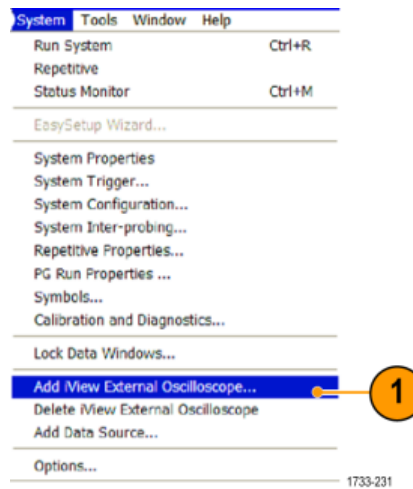 System Tools Window Help
Run System Ctrl+R
Repetitive
Status Monitor Ctrl+M
EasySetup Wizard...
System Properties
System Trigger...
System Configuration...
System Inter-probing...
Repetitive Properties...
PG Run Properties ...
Symbols...
Calibration and Diagnostics...
Lock Data Windows...
Add iView External Oscilloscope...
1
Delete iView External Oscilloscope
Add Data Source...
Options...
1733-231